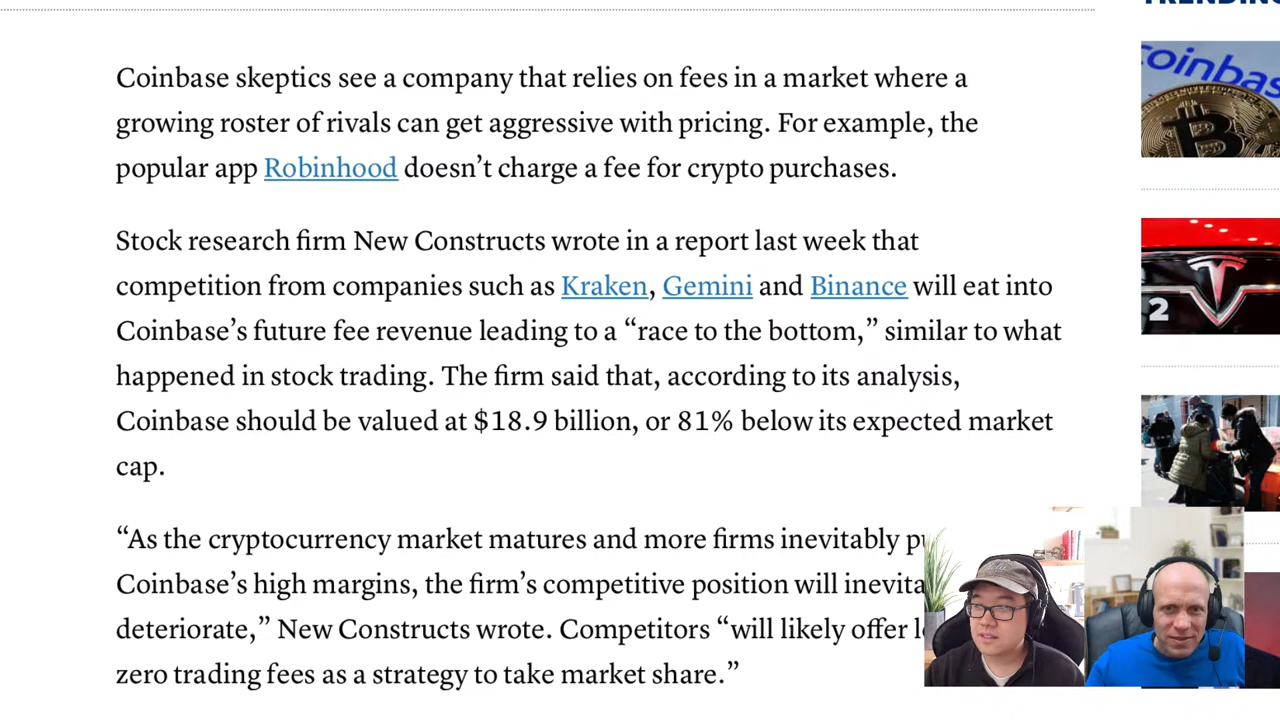 Coinbase skeptics see a company that relies on fees in a market where a
growing roster of rivals can get aggressive with pricing. For example, the
popular app Robinhood doesn’t charge a fee for crypto purchases.
Stock research firm New Constructs wrote in a report last week that
competition from companies such as Kraken, Gemini and Binance will eat into
Coinbase’s future fee revenue leading to a “race to the bottom,” similar to what
happened in stock trading. The firm said that, according to its analysis,
Coinbase should be valued at $18.9 billion, or 81% below its expected market
cap.
“As the cryptocurrency market matures and more firms inevitably
Coinbase’s high margins, the firm’s competitive position will
deteriorate,” New Constructs wrote. Competitors “will likely offer
zero trading fees as a strategy to take market share.”
TRENDING
coinbas
2